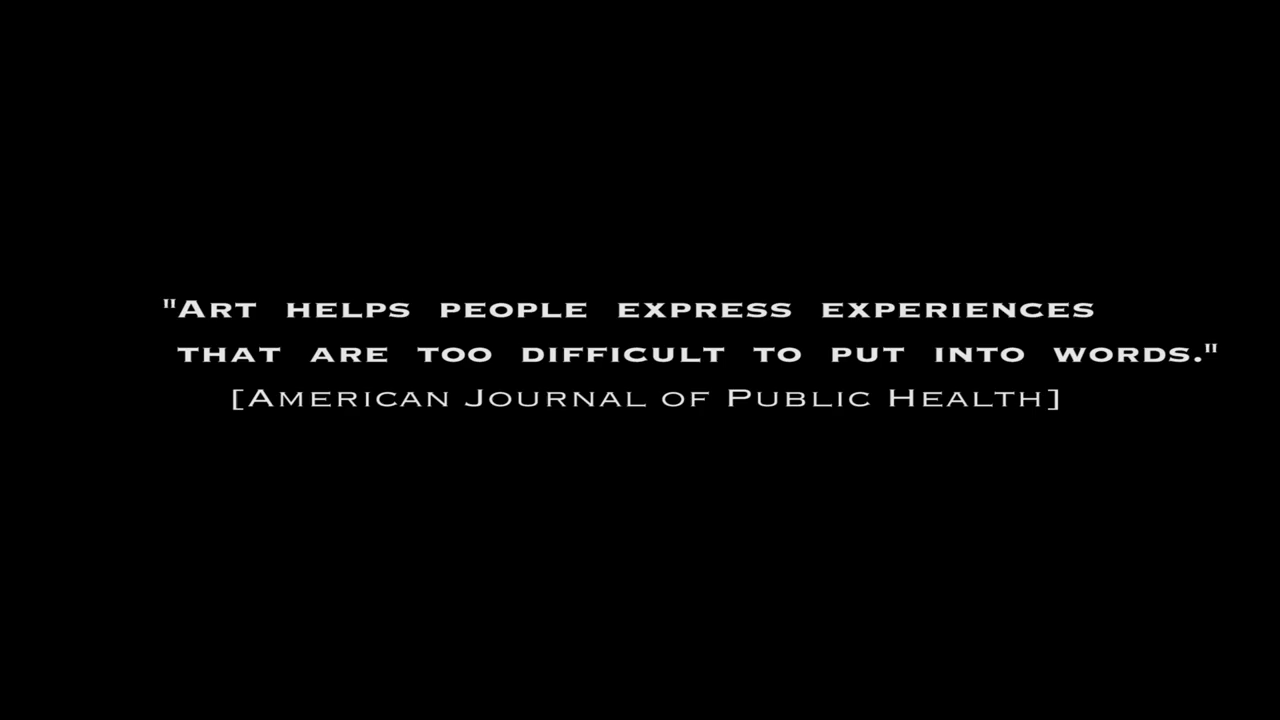 "Art helps people express experiences
that are too difficult to put into words."
[American Journal of Public Health]